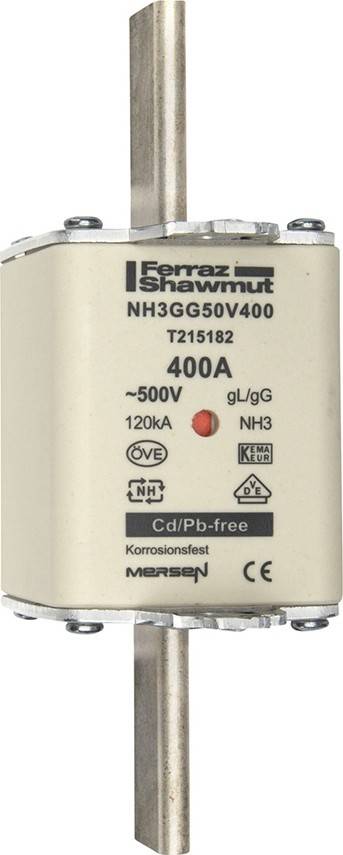 Ferraz
Shawmut
NH3GG50V400
T215182
400A
~500V gL/gG
120kA NH3
ÖVE KEMA
KEUR
NH VDE
Cd/Pb-free
Korrosionsfest
MERSEN CE